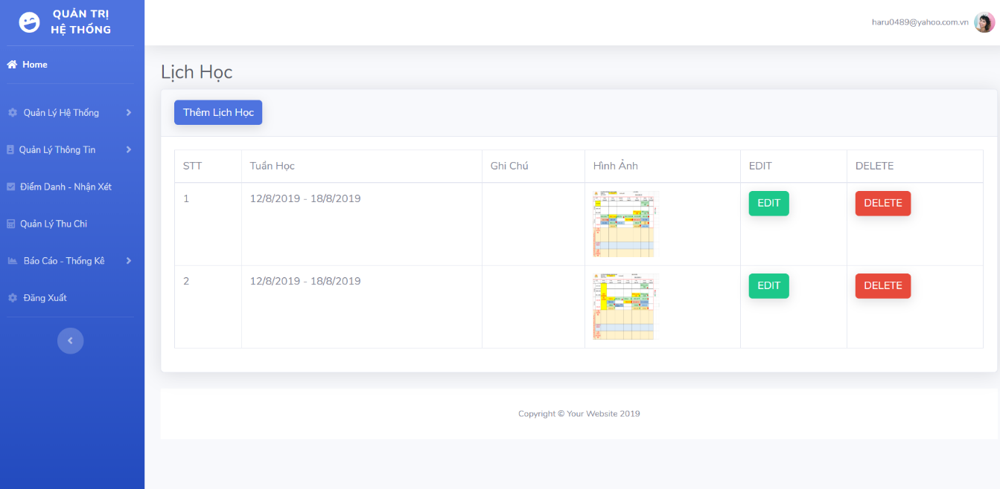 QUẢN TRỊ
HỆ THỐNG
haru0489@yahoo.com.vn
Home
Quản Lý Hệ Thống
Quản Lý Thông Tin
Điểm Danh - Nhận Xét
Quản Lý Thu Chi
Báo Cáo - Thống Kê
Đăng Xuất
Lịch Học
Thêm Lịch Học
STT Tuần Học Ghi Chú Hình Ảnh EDIT DELETE
1 12/8/2019 - 18/8/2019 EDIT DELETE
2 12/8/2019 - 18/8/2019 EDIT DELETE
Copyright © Your Website 2019